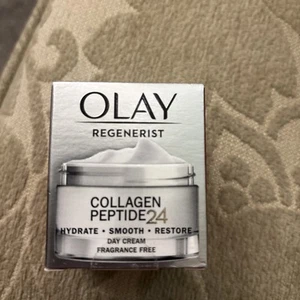 OLAY
REGENERIST
COLLAGEN
PEPTIDE24
HYDRATE • SMOOTH • RESTORE
DAY CREAM
FRAGRANCE FREE